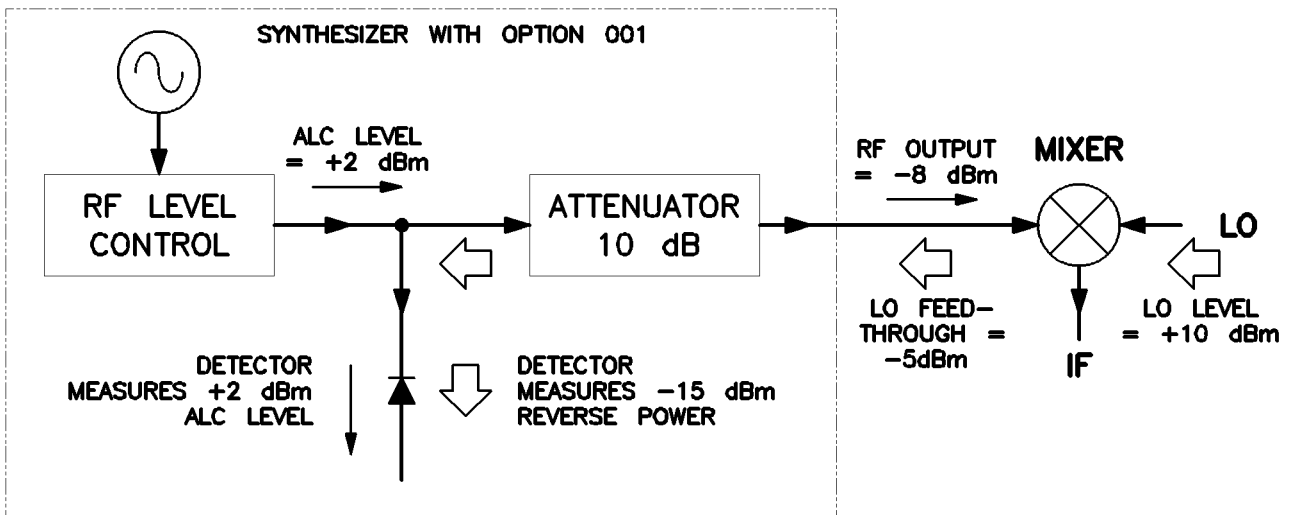 SYNTHESIZER WITH OPTION 001
ALC LEVEL
= +2 dBm
RF LEVEL
CONTROL
ATTENUATOR
10 dB
RF OUTPUT
= -8 dBm
MIXER
LO
LO FEED-
THROUGH =
-5dBm
LO LEVEL
= +10 dBm
IF
DETECTOR
MEASURES +2 dBm
ALC LEVEL
DETECTOR
MEASURES -15 dBm
REVERSE POWER